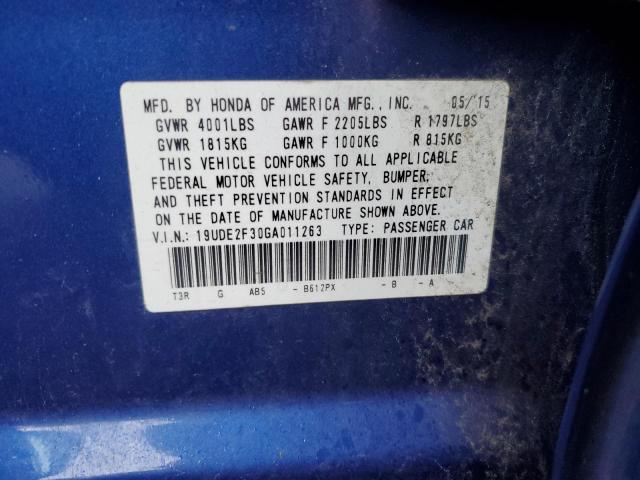 MFD. BY HONDA OF AMERICA MFG., INC. 05/15
GVWR 4001LBS GAWR F 2205LBS R 1797LBS
GVWR 1815KG GAWR F 1000KG R 815KG
THIS VEHICLE CONFORMS TO ALL APPLICABLE
FEDERAL MOTOR VEHICLE SAFETY, BUMPER,
AND THEFT PREVENTION STANDARDS IN EFFECT
ON THE DATE OF MANUFACTURE SHOWN ABOVE.
V.I.N.: 19UDE2F30GA011263 TYPE: PASSENGER CAR
T3R G AB5 - B612PX - B - A